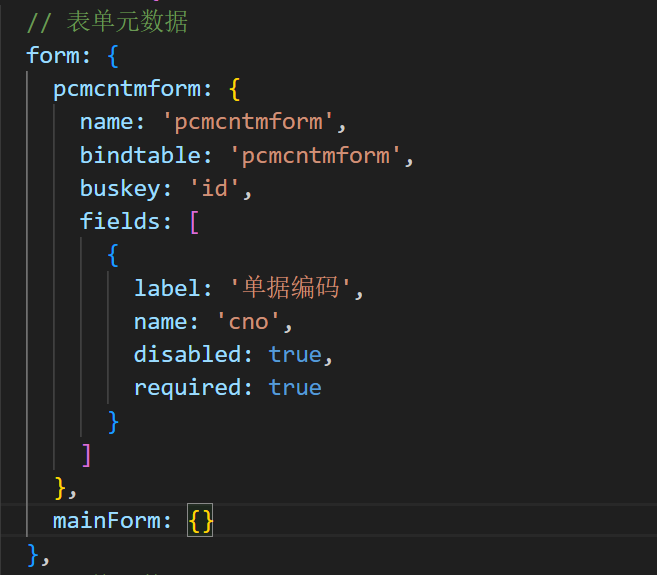 // 表单元数据
form: {
pcmcntmform: {
name: 'pcmcntmform',
bindtable: 'pcmcntmform',
buskey: 'id',
fields: [
{
label: '单据编码',
name: 'cno',
disabled: true,
required: true
}
]
},
mainForm: {}
},